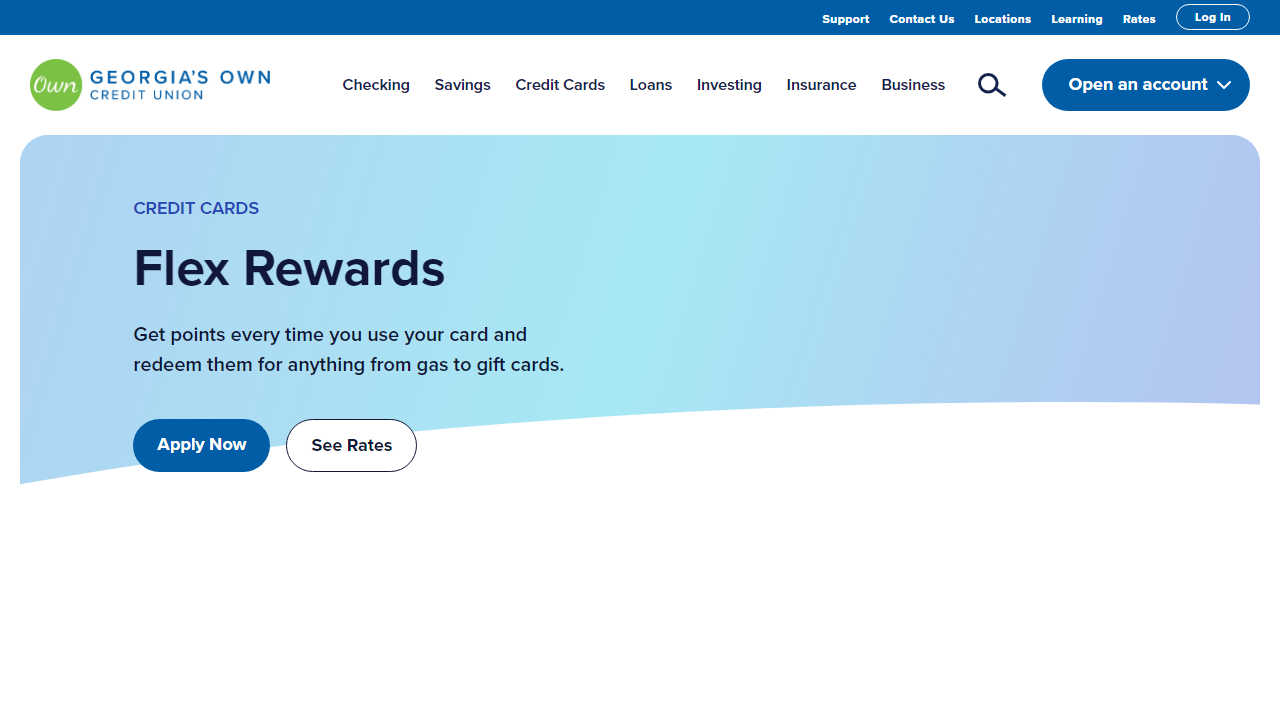 Support Contact Us Locations Learning Rates Log In
Own GEORGIA'S OWN
CREDIT UNION
Checking Savings Credit Cards Loans Investing Insurance Business Open an account
CREDIT CARDS
Flex Rewards
Get points every time you use your card and
redeem them for anything from gas to gift cards.
Apply Now See Rates